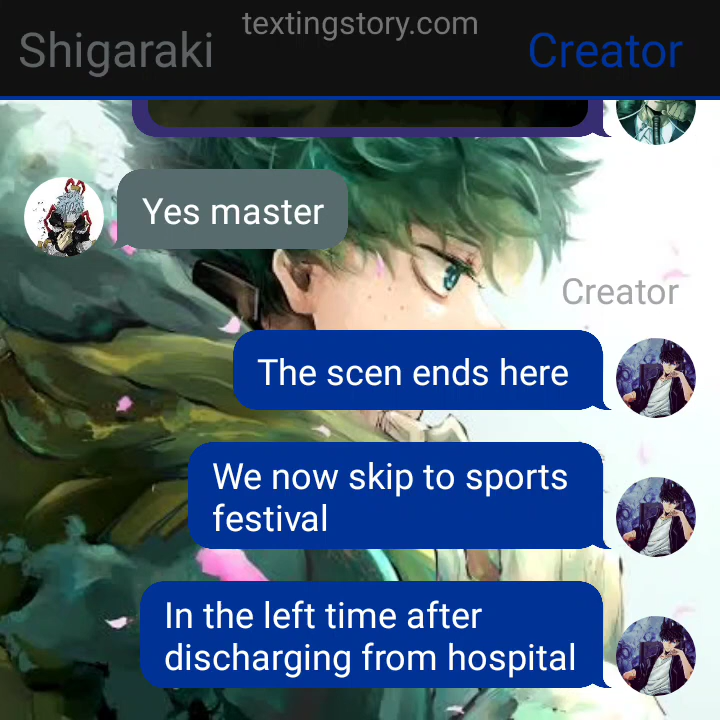 textingstory.com
Shigaraki
Creator
Yes master
Creator
The scen ends here
We now skip to sports
festival
In the left time after
discharging from hospital